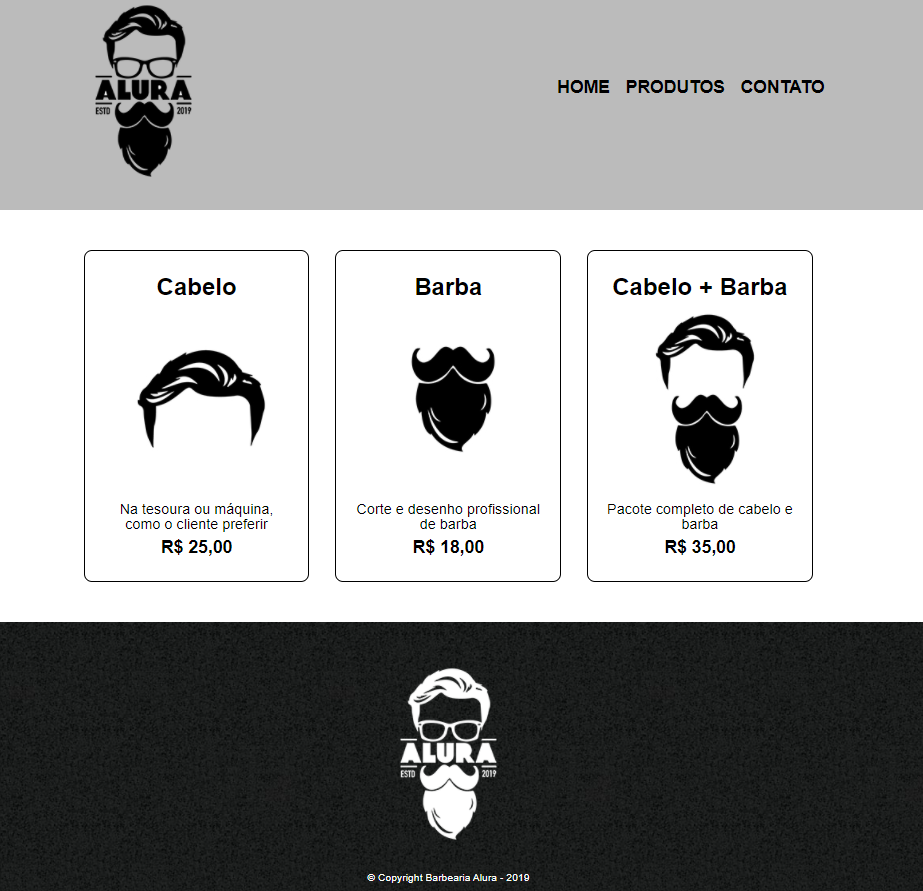 ALURA
ESTD 2019
HOME PRODUTOS CONTATO
Cabelo
Na tesoura ou máquina,
como o cliente preferir
R$ 25,00
Barba
Corte e desenho profissional
de barba
R$ 18,00
Cabelo + Barba
Pacote completo de cabelo e
barba
R$ 35,00
ALURA
ESTD 2019
© Copyright Barbearia Alura - 2019